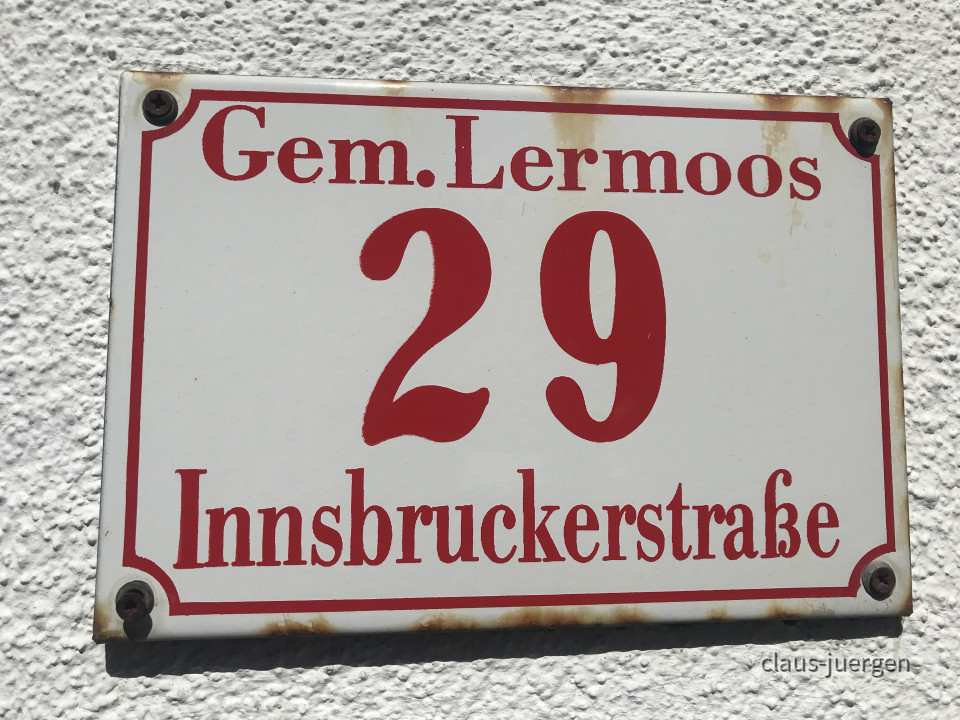 Gem. Lermoos
29
Innsbruckerstraße
claus-juergen